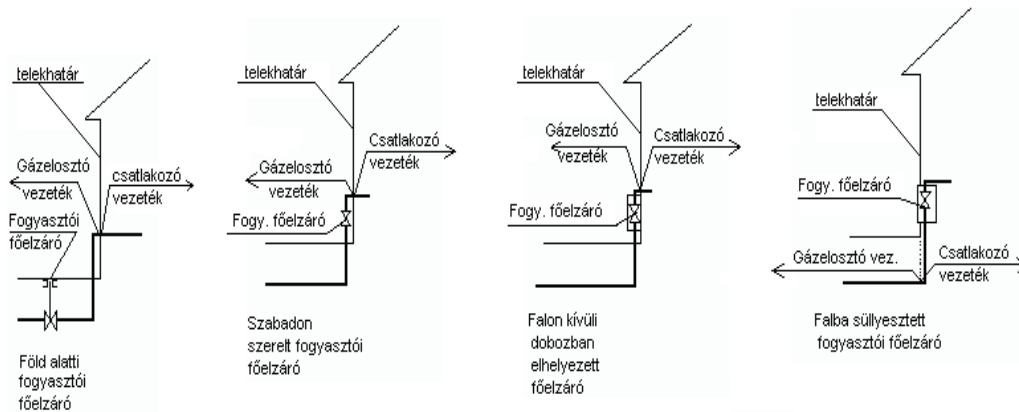 telekhatár
Gázelosztó
vezeték
csatlakozó
vezeték
Fogyasztói
főelzáró
Föld alatti
fogyasztói
főelzáró
telekhatár
Csatlakozó
vezeték
Gázelosztó
vezeték
Fogy. főelzáró
Szabadon
szerelt fogyasztói
főelzáró
telekhatár
Gázelosztó
vezeték
Csatlakozó
vezeték
Fogy. főelzáró
Falon kívüli
dobozban
elhelyezett
főelzáró
telekhatár
Fogy. főelzáró
Gázelosztó vez.
Csatlakozó
vezeték
Falba süllyesztett
fogyasztói főelzáró